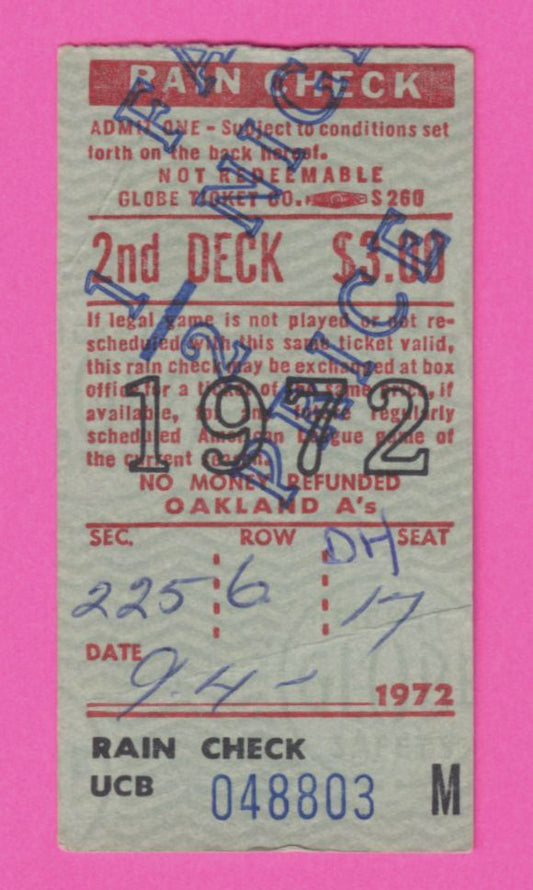 RAIN CHECK
ADMIT ONE - Subject to conditions set
forth on the back hereof.
NOT REDEEMABLE
GLOBE TICKET CO. S260
2nd DECK $3.00
1/2 PRICE
NIGHT
If legal game is not played or not re-
scheduled with this same ticket valid,
this rain check may be exchanged at box
office for a ticket of the same price, if
available, for any future regularly
scheduled American League game of
the current season.
1972
NO MONEY REFUNDED
OAKLAND A's
SEC. ROW SEAT
DH
225 6 17
DATE 9-4- 1972
RAIN CHECK
UCB 048803 M